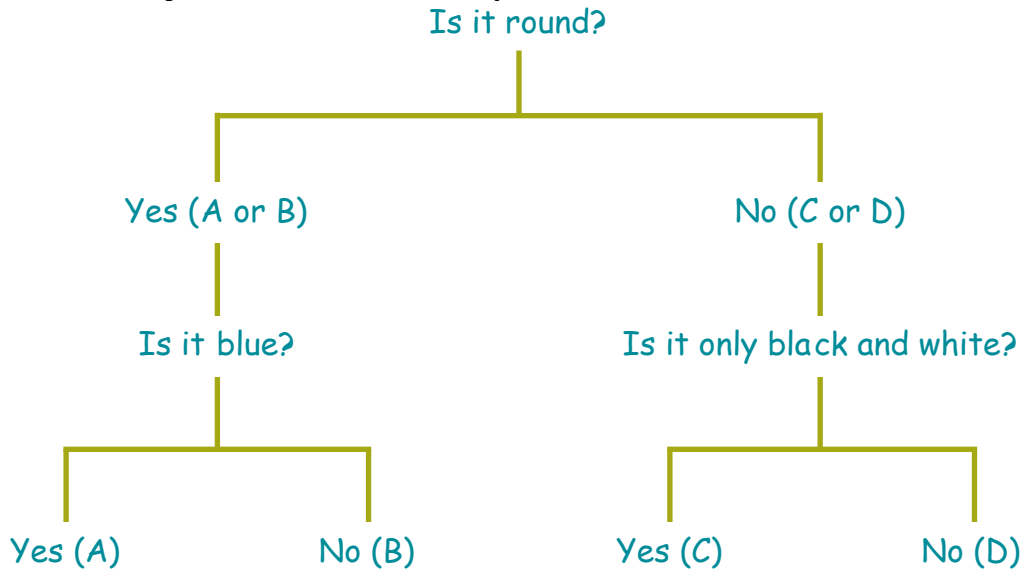 Is it round?
Yes (A or B)
No (C or D)
Is it blue?
Is it only black and white?
Yes (A)
No (B)
Yes (C)
No (D)